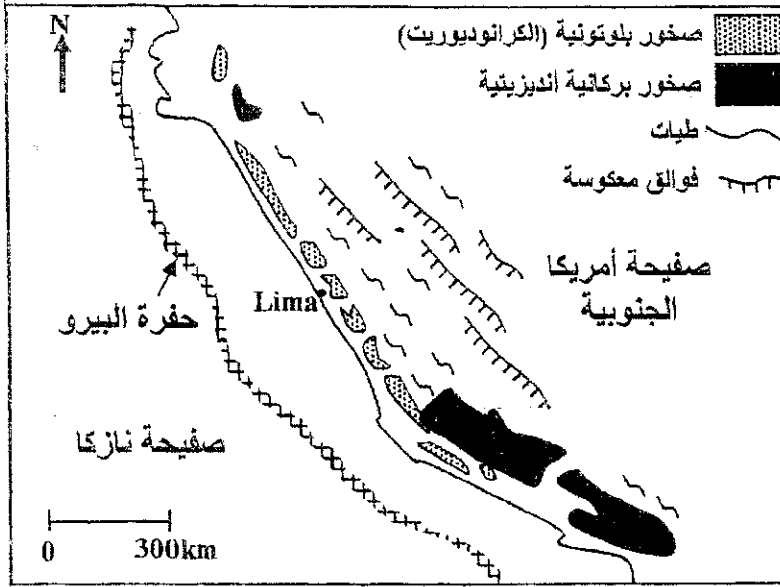 N
صخور بلوتونية (الكرانوديوريت)
صخور بركانية أنديزيتية
طيات
فوالق معكوسة
صفيحة أمريكا
الجنوبية
Lima
حفرة البيرو
صفيحة نازكا
0 300km